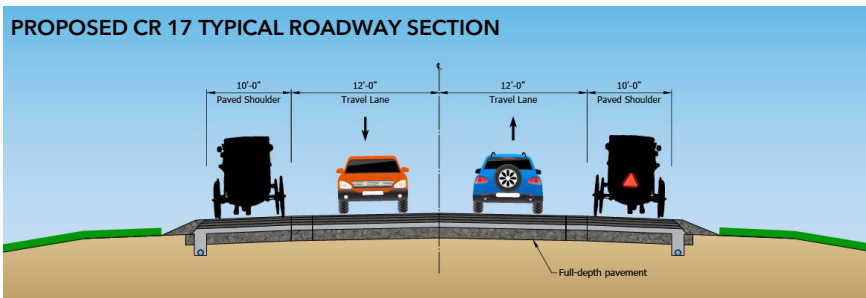 PROPOSED CR 17 TYPICAL ROADWAY SECTION
℄
10'-0"
12'-0"
12'-0"
10'-0"
Paved Shoulder
Travel Lane
Travel Lane
Paved Shoulder
Full-depth pavement